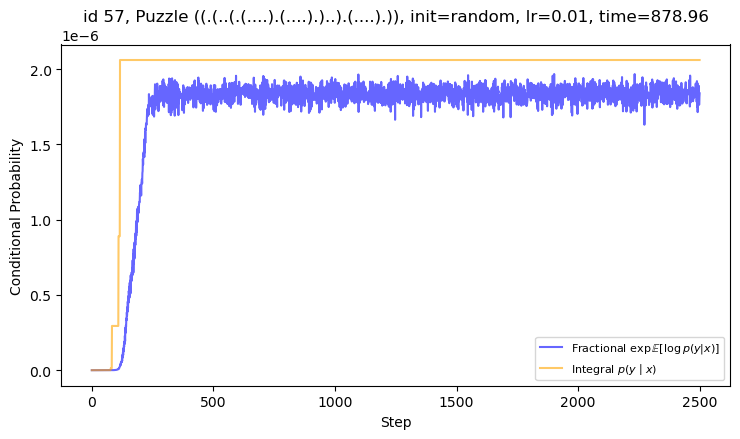 id 57, Puzzle ((.(..(.(....).(....).)..).(....).)), init=random, lr=0.01, time=878.96
1e−6
2.0
1.5
1.0
0.5
0.0
Conditional Probability
0 500 1000 1500 2000 2500
Step
Fractional exp𝔼[log p(y|x)]
Integral p(y | x)